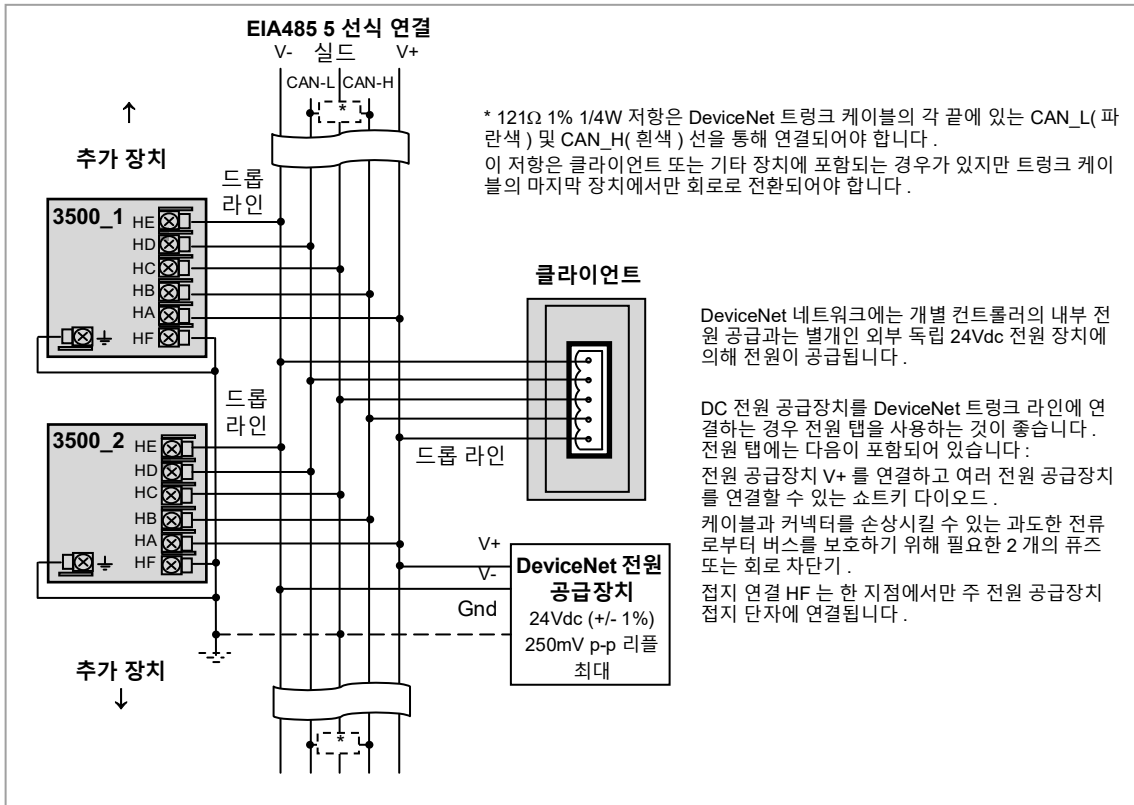 EIA485 5 선식 연결
V- 실드 V+
CAN-L CAN-H
*
↑
추가 장치
드롭
라인
3500_1
HE
HD
HC
HB
HA
HF
* 121Ω 1% 1/4W 저항은 DeviceNet 트렁크 케이블의 각 끝에 있는 CAN_L( 파
란색 ) 및 CAN_H( 흰색 ) 선을 통해 연결되어야 합니다 .
이 저항은 클라이언트 또는 기타 장치에 포함되는 경우가 있지만 트렁크 케이
블의 마지막 장치에서만 회로로 전환되어야 합니다 .
클라이언트
드롭 라인
DeviceNet 네트워크에는 개별 컨트롤러의 내부 전
원 공급과는 별개인 외부 독립 24Vdc 전원 장치에
의해 전원이 공급됩니다 .
DC 전원 공급장치를 DeviceNet 트렁크 라인에 연
결하는 경우 전원 탭을 사용하는 것이 좋습니다 .
전원 탭에는 다음이 포함되어 있습니다 :
전원 공급장치 V+ 를 연결하고 여러 전원 공급장치
를 연결할 수 있는 쇼트키 다이오드 .
케이블과 커넥터를 손상시킬 수 있는 과도한 전류
로부터 버스를 보호하기 위해 필요한 2 개의 퓨즈
또는 회로 차단기 .
접지 연결 HF 는 한 지점에서만 주 전원 공급장치
접지 단자에 연결됩니다 .
드롭
라인
3500_2
HE
HD
HC
HB
HA
HF
V+
V-
Gnd
DeviceNet 전원
공급장치
24Vdc (+/- 1%)
250mV p-p 리플
최대
추가 장치
↓
*